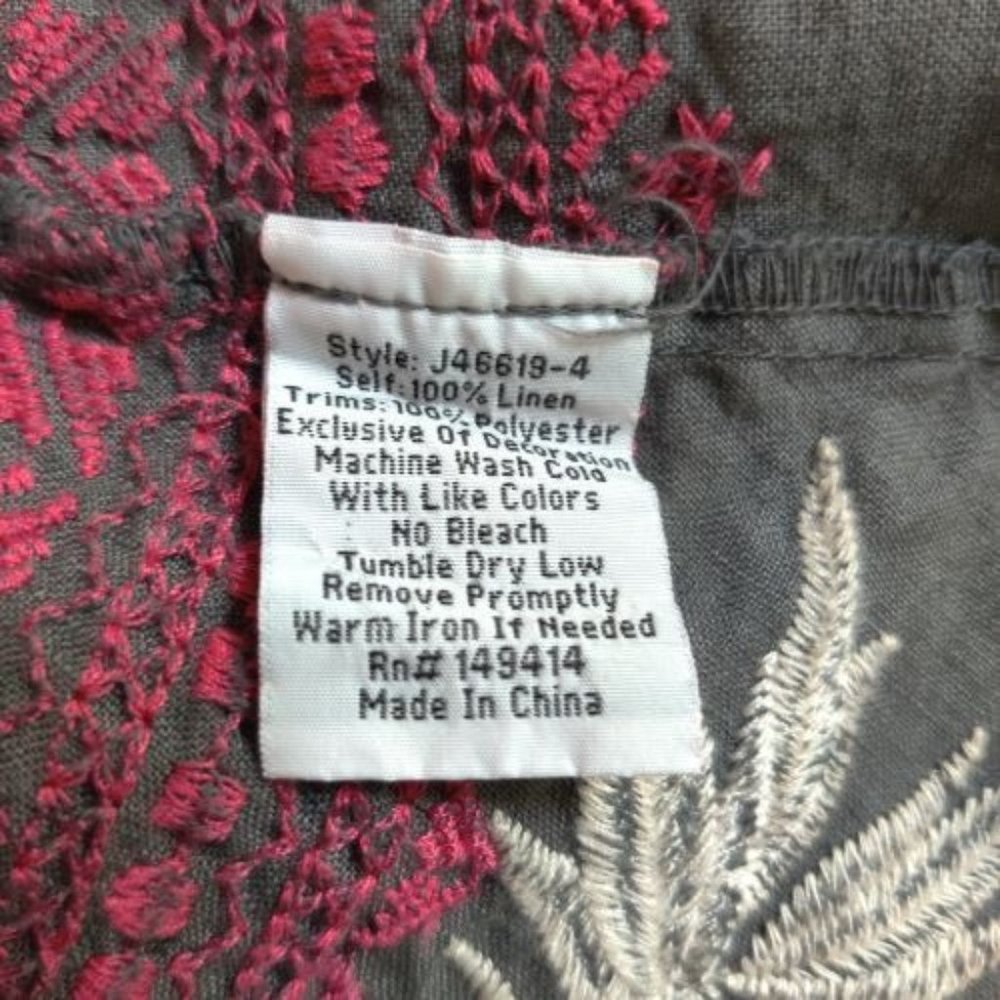 Style: J46619-4
Self: 100% Linen
Trims: 100% Polyester
Exclusive Of Decoration
Machine Wash Cold
With Like Colors
No Bleach
Tumble Dry Low
Remove Promptly
Warm Iron If Needed
Rn# 149414
Made In China